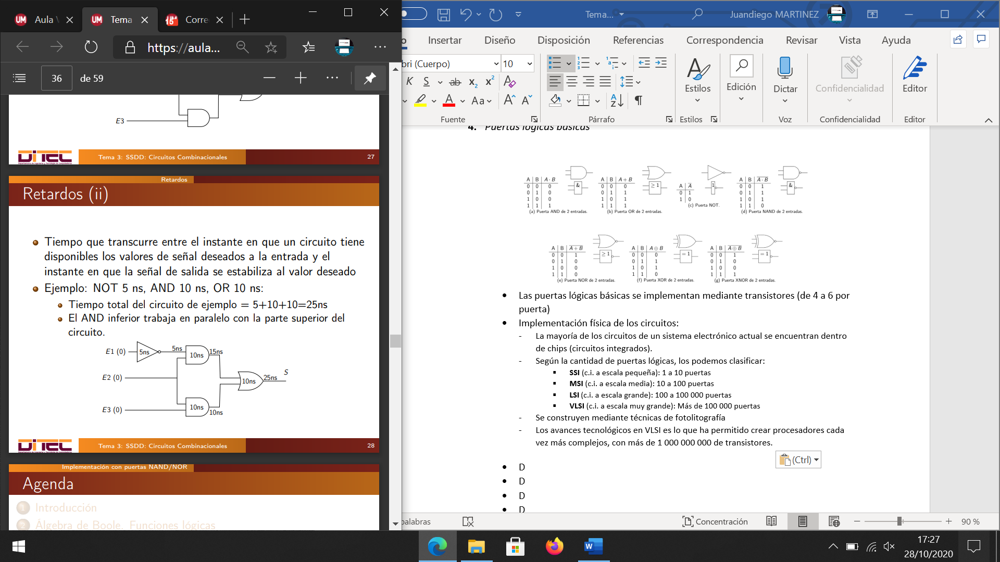 Aula
Tema
Corre
https://aula...
36
de 59
E3
DiTEC
Tema 3: SSDD: Circuitos Combinacionales
27
Retardos
Retardos (ii)
Tiempo que transcurre entre el instante en que un circuito tiene
disponibles los valores de señal deseados a la entrada y el
instante en que la señal de salida se estabiliza al valor deseado
Ejemplo: NOT 5 ns, AND 10 ns, OR 10 ns:
Tiempo total del circuito de ejemplo = 5+10+10=25ns
El AND inferior trabaja en paralelo con la parte superior del
circuito.
E1 (0) 5ns 5ns 10ns 15ns
E2 (0) 10ns 25ns S
E3 (0) 10ns 10ns
DiTEC
Tema 3: SSDD: Circuitos Combinacionales
28
Implementación con puertas NAND/NOR
Agenda
1 Introducción
2 Álgebra de Boole. Funciones lógicas
Tema...
Juandiego MARTINEZ
Insertar Diseño Disposición Referencias Correspondencia Revisar Vista Ayuda
bri (Cuerpo) 10
K S ab x₂ x² A
A Aa A A
Fuente
Párrafo
Estilos
Estilos
Edición
Dictar
Voz
Confidencialidad
Confidencialidad
Editor
Editor
4. Puertas lógicas básicas
A B A · B
0 0 0
0 1 0
1 0 0
1 1 1
&
(a) Puerta AND de 2 entradas.
A B A + B
0 0 0
0 1 1
1 0 1
1 1 1
≥ 1
(b) Puerta OR de 2 entradas.
A A̅
0 1
1 0
1
(c) Puerta NOT.
A B A · B
0 0 1
0 1 1
1 0 1
1 1 0
&
(d) Puerta NAND de 2 entradas.
A B A + B
0 0 1
0 1 0
1 0 0
1 1 0
≥ 1
(e) Puerta NOR de 2 entradas.
A B A ⊕ B
0 0 0
0 1 1
1 0 1
1 1 0
= 1
(f) Puerta XOR de 2 entradas.
A B A ⊕ B
0 0 1
0 1 0
1 0 0
1 1 1
= 1
(g) Puerta XNOR de 2 entradas.
Las puertas lógicas básicas se implementan mediante transistores (de 4 a 6 por
puerta)
Implementación física de los circuitos:
- La mayoría de los circuitos de un sistema electrónico actual se encuentran dentro
de chips (circuitos integrados).
- Según la cantidad de puertas lógicas, los podemos clasificar:
SSI (c.i. a escala pequeña): 1 a 10 puertas
MSI (c.i. a escala media): 10 a 100 puertas
LSI (c.i. a escala grande): 100 a 100 000 puertas
VLSI (c.i. a escala muy grande): Más de 100 000 puertas
- Se construyen mediante técnicas de fotolitografía
- Los avances tecnológicos en VLSI es lo que ha permitido crear procesadores cada
vez más complejos, con más de 1 000 000 000 de transistores.
(Ctrl)
D
D
D
D
palabras
Concentración
90 %
17:27
28/10/2020